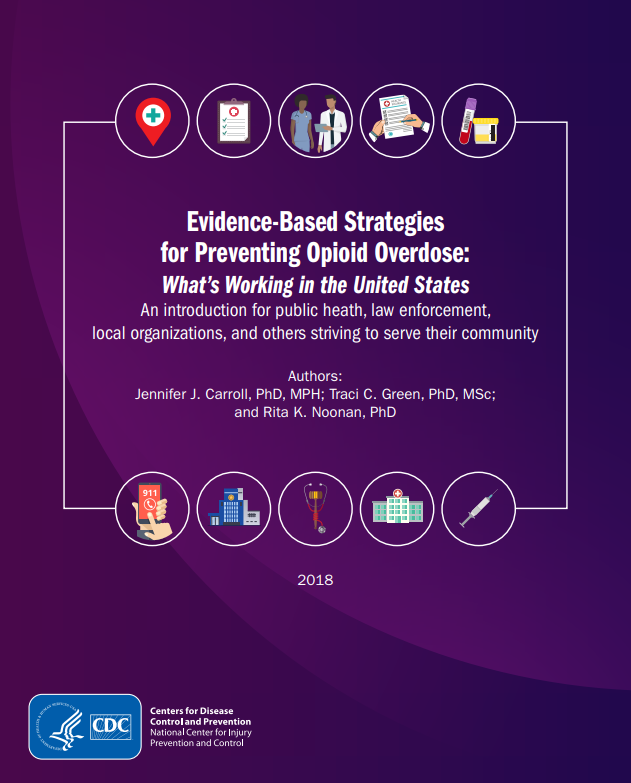 Evidence-Based Strategies
for Preventing Opioid Overdose:
What's Working in the United States
An introduction for public heath, law enforcement,
local organizations, and others striving to serve their community
Authors:
Jennifer J. Carroll, PhD, MPH; Traci C. Green, PhD, MSc;
and Rita K. Noonan, PhD
911
2018
CDC
Centers for Disease
Control and Prevention
National Center for Injury
Prevention and Control